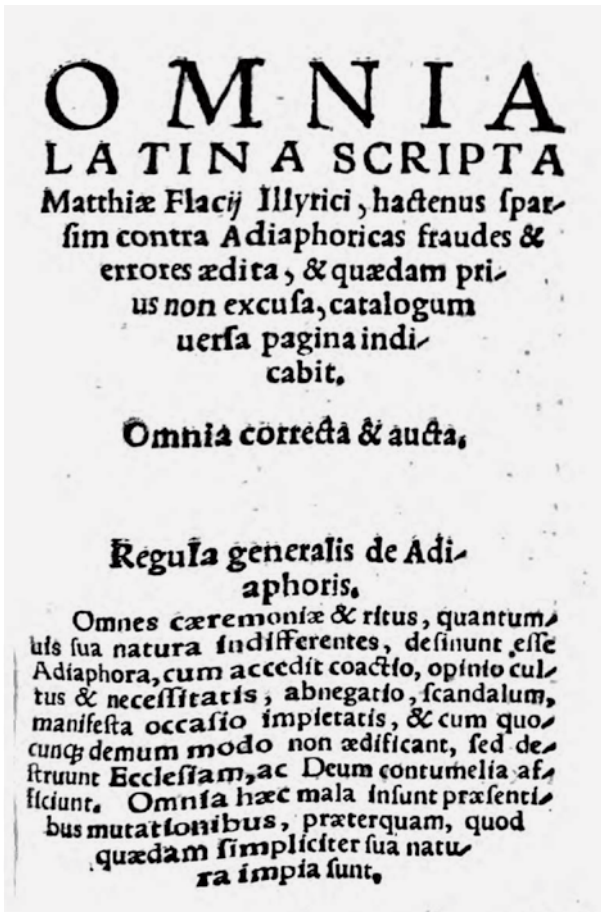 OMNIA
LATINA SCRIPTA
Matthiæ Flacij Illyrici, hactenus ſpar-
ſim contra Adiaphoricas fraudes &
errores ædita, & quædam pri-
us non excuſa, catalogum
uerſa pagina indi-
cabit.
Omnia correcta & aucta.
Regula generalis de Adi-
aphoris.
Omnes cæremoniæ & ritus, quantum-
uis ſua natura indifferentes, deſinunt eſſe
Adiaphora, cum accedit coactio, opinio cul-
tus & neceſſitatis, abnegatio, ſcandalum,
manifeſta occaſio impietatis, & cum quo-
cunqꝫ demum modo non ædificant, ſed de-
ſtruunt Eccleſiam, ac Deum contumelia af-
ficiunt. Omnia hæc mala inſunt præſenti-
bus mutationibus, præterquam, quod
quædam ſimpliciter ſua natu-
ra impia ſunt.